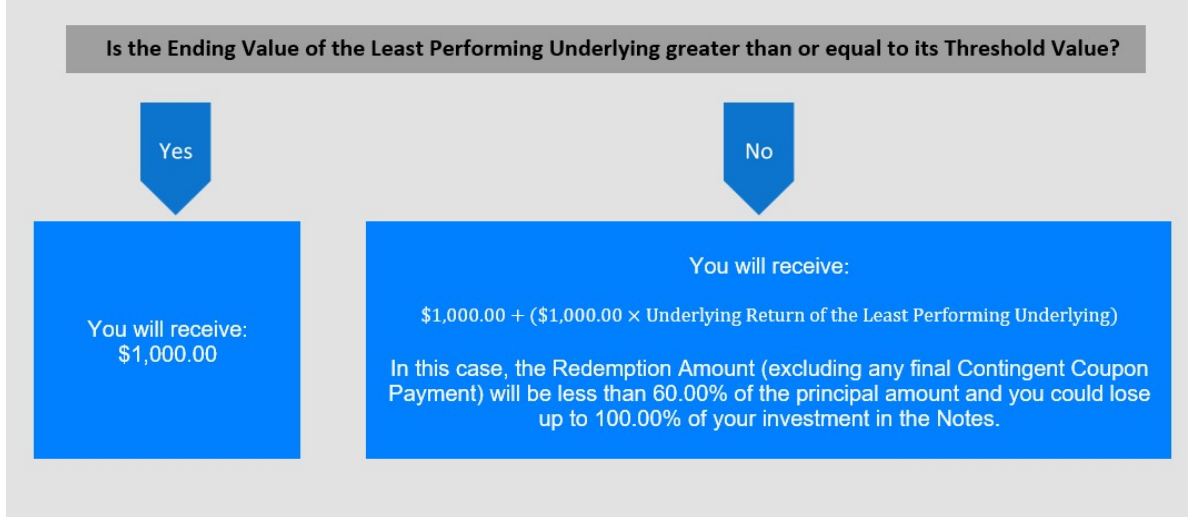 Is the Ending Value of the Least Performing Underlying greater than or equal to its Threshold Value?
Yes
No
You will receive:
$1,000.00
You will receive:
$1,000.00 + ($1,000.00 × Underlying Return of the Least Performing Underlying)
In this case, the Redemption Amount (excluding any final Contingent Coupon
Payment) will be less than 60.00% of the principal amount and you could lose
up to 100.00% of your investment in the Notes.